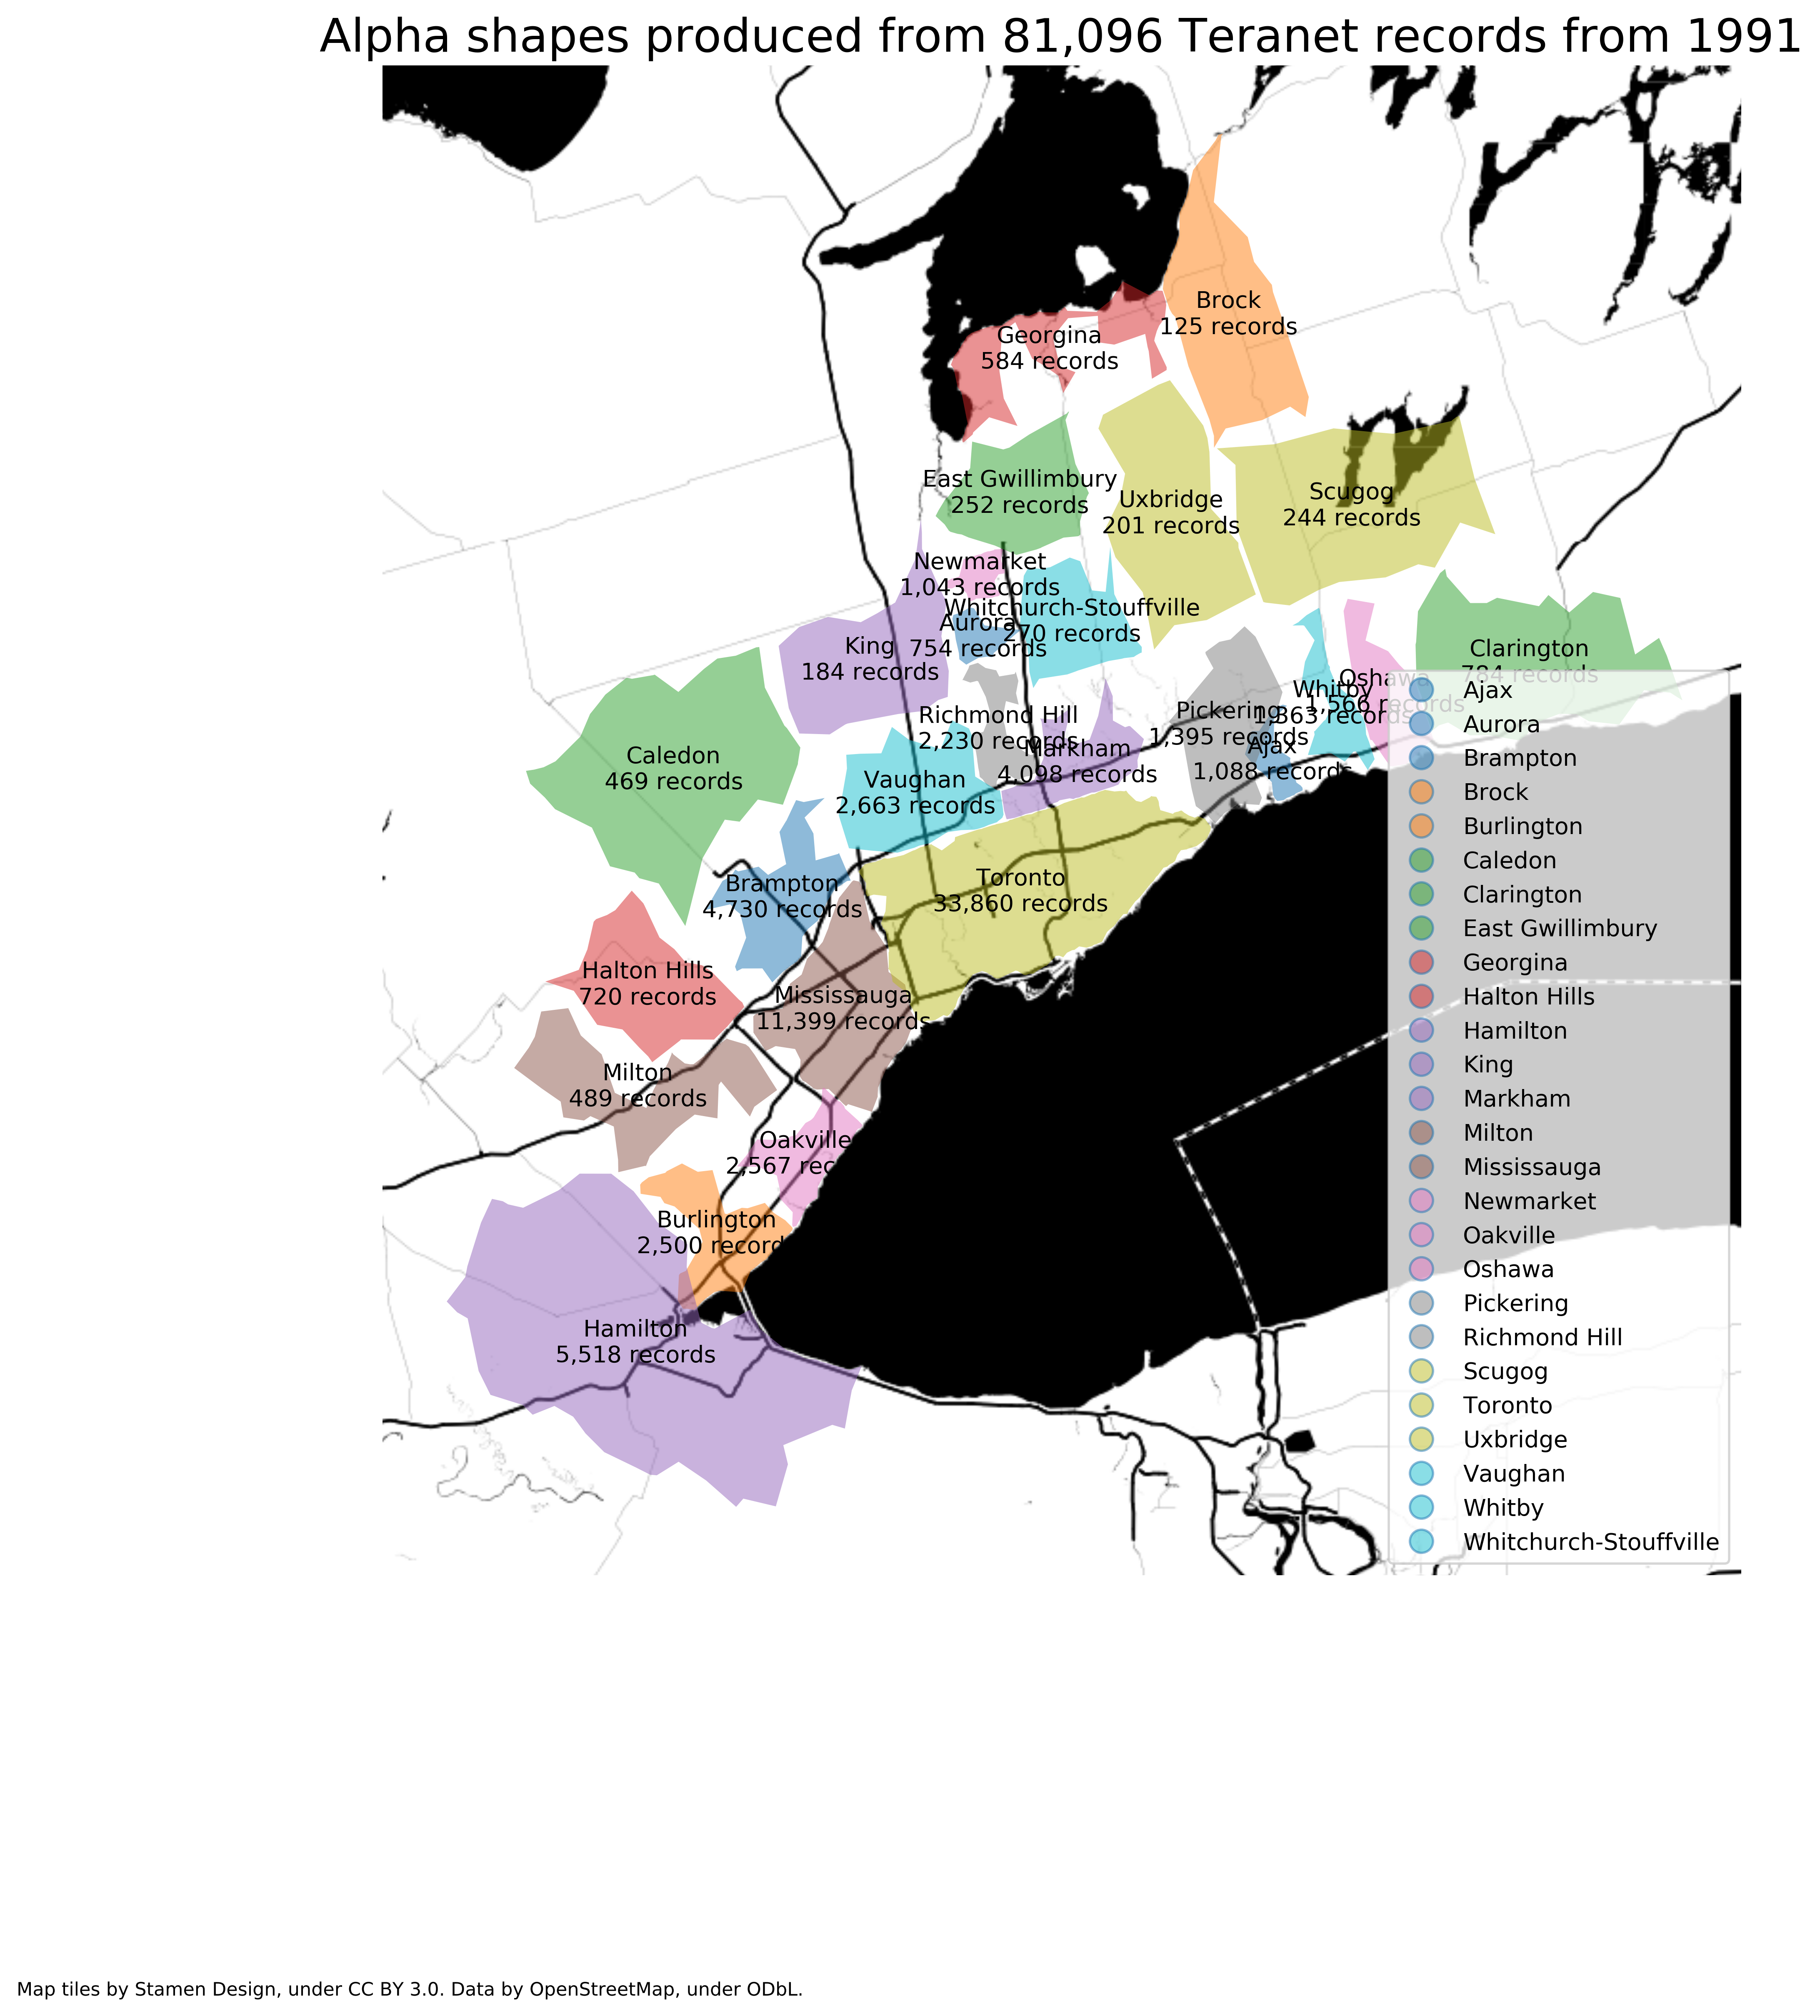 Alpha shapes produced from 81,096 Teranet records from 1991
Brock
125 records
Georgina
584 records
East Gwillimbury
252 records
Uxbridge
201 records
Scugog
244 records
Newmarket
1,043 records
Whitchurch-Stouffville
270 records
Aurora
754 records
King
184 records
Clarington
784 records
Oshawa
1,566 records
Whitby
1,363 records
Pickering
1,395 records
Richmond Hill
2,230 records
Markham
4,098 records
Ajax
1,088 records
Caledon
469 records
Vaughan
2,663 records
Toronto
33,860 records
Brampton
4,730 records
Halton Hills
720 records
Mississauga
11,399 records
Milton
489 records
Oakville
2,567 rec
Burlington
2,500 record
Hamilton
5,518 records
Ajax
Aurora
Brampton
Brock
Burlington
Caledon
Clarington
East Gwillimbury
Georgina
Halton Hills
Hamilton
King
Markham
Milton
Mississauga
Newmarket
Oakville
Oshawa
Pickering
Richmond Hill
Scugog
Toronto
Uxbridge
Vaughan
Whitby
Whitchurch-Stouffville
Map tiles by Stamen Design, under CC BY 3.0. Data by OpenStreetMap, under ODbL.